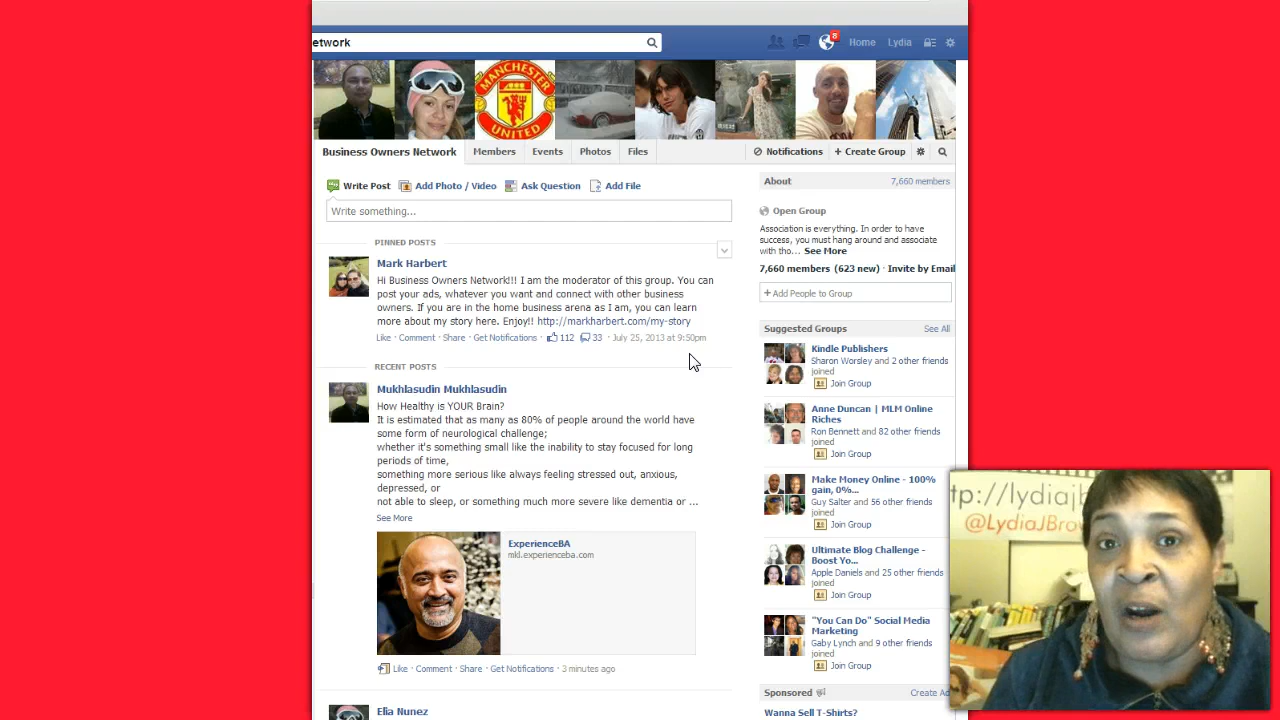 etwork
8
Home
Lydia
MANCHESTER
UNITED
Business Owners Network
Members
Events
Photos
Files
Notifications
+ Create Group
Write Post
Add Photo / Video
Ask Question
Add File
Write something...
PINNED POSTS
Mark Harbert
Hi Business Owners Network!!! I am the moderator of this group. You can
post your ads, whatever you want and connect with other business
owners. If you are in the home business arena as I am, you can learn
more about my story here. Enjoy!! http://markharbert.com/my-story
Like · Comment · Share · Get Notifications · 112 33 · July 25, 2013 at 9:50pm
RECENT POSTS
Mukhlasudin Mukhlasudin
How Healthy is YOUR Brain?
It is estimated that as many as 80% of people around the world have
some form of neurological challenge;
whether it's something small like the inability to stay focused for long
periods of time,
something more serious like always feeling stressed out, anxious,
depressed, or
not able to sleep, or something much more severe like dementia or ...
See More
ExperienceBA
mkl.experienceba.com
Like · Comment · Share · Get Notifications · 3 minutes ago
Elia Nunez
About
7,660 members
Open Group
Association is everything. In order to have
success, you must hang around and associate
with tho... See More
7,660 members (623 new) · Invite by Email
+ Add People to Group
Suggested Groups
See All
Kindle Publishers
Sharon Worsley and 2 other friends
joined
Join Group
Anne Duncan | MLM Online
Riches
Ron Bennett and 82 other friends
joined
Join Group
Make Money Online - 100%
gain, 0%...
Guy Salter and 56 other friends
joined
Join Group
Ultimate Blog Challenge -
Boost Yo...
Apple Daniels and 25 other friends
joined
Join Group
"You Can Do" Social Media
Marketing
Gaby Lynch and 9 other friends
joined
Join Group
Sponsored
Create Ad
Wanna Sell T-Shirts?
tp://lydiajb
@LydiaJBrow